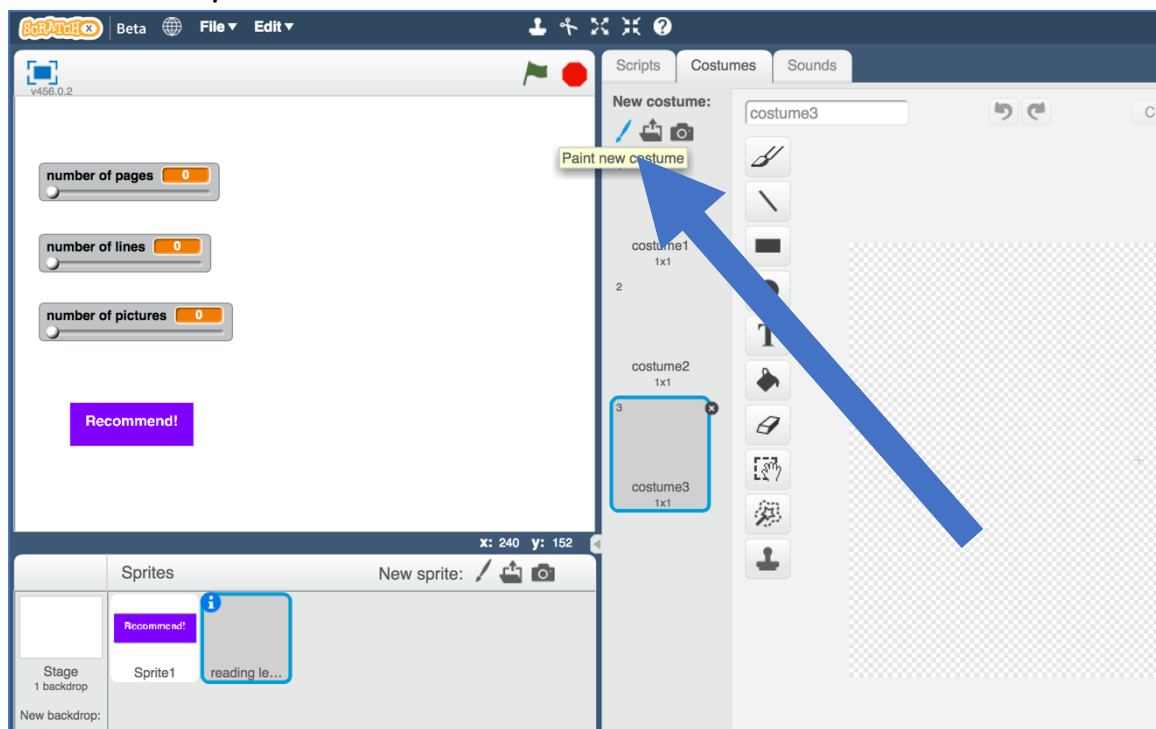 SCRATCH X Beta File▼ Edit▼
v456.0.2
number of pages 0
number of lines 0
number of pictures 0
Recommend!
x: 240 y: 152
Sprites New sprite:
Recommend!
Sprite1
reading le...
Stage
1 backdrop
New backdrop:
Scripts Costumes Sounds
New costume:
Paint new costume
costume1
1x1
2
costume2
1x1
3
costume3
1x1
costume3
C
T